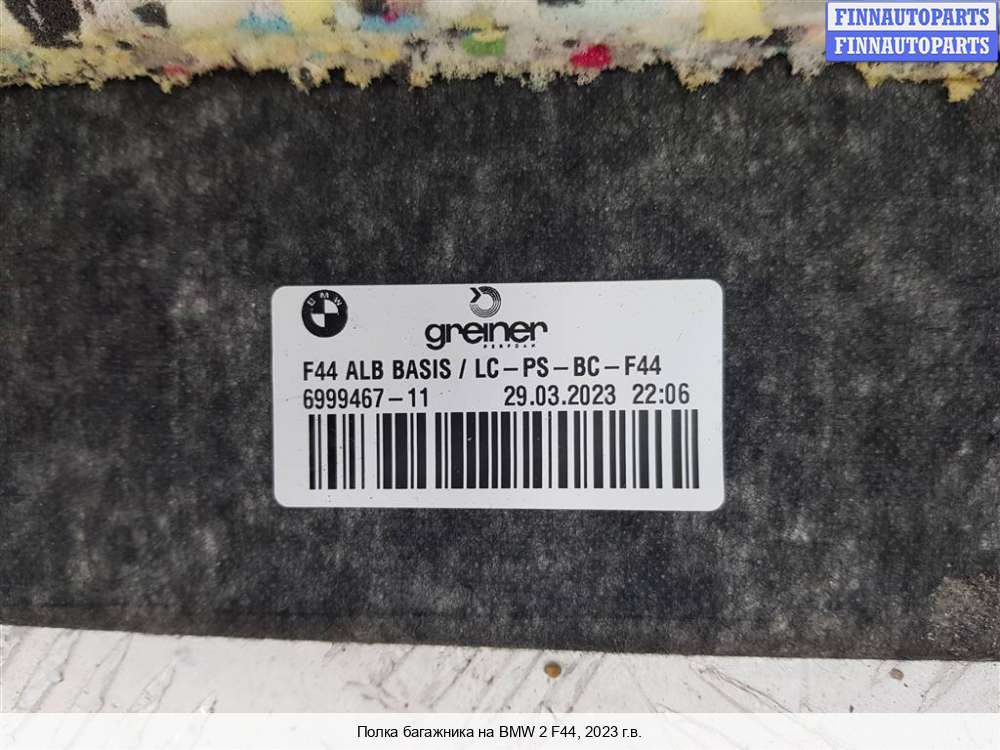 FINNAUTOPARTS
FINNAUTOPARTS
BMW
greiner
PERFOAM
F44 ALB BASIS / LC-PS-BC-F44
6999467-11 29.03.2023 22:06
Полка багажника на BMW 2 F44, 2023 г.в.